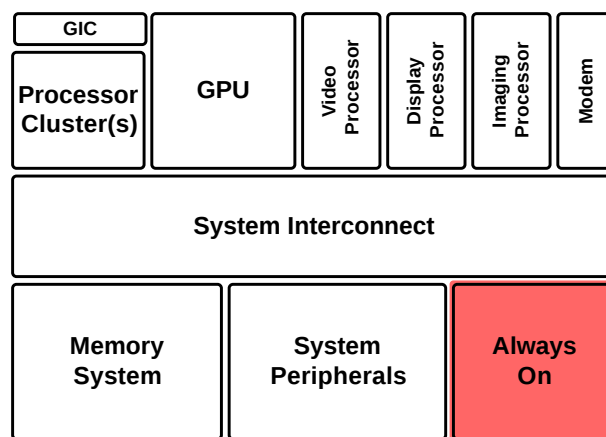 GIC
Processor
Cluster(s)
GPU
Video
Processor
Display
Processor
Imaging
Processor
Modem
System Interconnect
Memory
System
System
Peripherals
Always
On